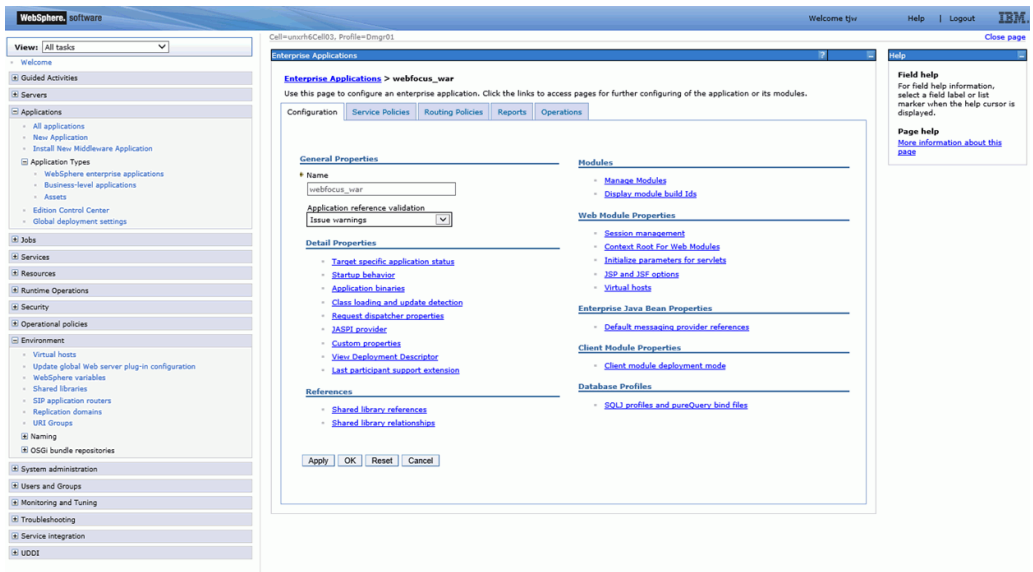 WebSphere. software
Welcome tjw
Help | Logout
IBM.
View: All tasks
Welcome
Guided Activities
Servers
Applications
All applications
New Application
Install New Middleware Application
Application Types
WebSphere enterprise applications
Business-level applications
Assets
Edition Control Center
Global deployment settings
Jobs
Services
Resources
Runtime Operations
Security
Operational policies
Environment
Virtual hosts
Update global Web server plug-in configuration
WebSphere variables
Shared libraries
SIP application routers
Replication domains
URI Groups
Naming
OSGi bundle repositories
System administration
Users and Groups
Monitoring and Tuning
Troubleshooting
Service integration
UDDI
Cell=unxrh6Cell03, Profile=Dmgr01
Close page
Enterprise Applications
?
Enterprise Applications > webfocus_war
Use this page to configure an enterprise application. Click the links to access pages for further configuring of the application or its modules.
Configuration
Service Policies
Routing Policies
Reports
Operations
General Properties
Name
webfocus_war
Application reference validation
Issue warnings
Detail Properties
Target specific application status
Startup behavior
Application binaries
Class loading and update detection
Request dispatcher properties
JASPI provider
Custom properties
View Deployment Descriptor
Last participant support extension
References
Shared library references
Shared library relationships
Modules
Manage Modules
Display module build Ids
Web Module Properties
Session management
Context Root For Web Modules
Initialize parameters for servlets
JSP and JSF options
Virtual hosts
Enterprise Java Bean Properties
Default messaging provider references
Client Module Properties
Client module deployment mode
Database Profiles
SQLJ profiles and pureQuery bind files
Apply
OK
Reset
Cancel
Help
Field help
For field help information,
select a field label or list
marker when the help cursor is
displayed.
Page help
More information about this
page